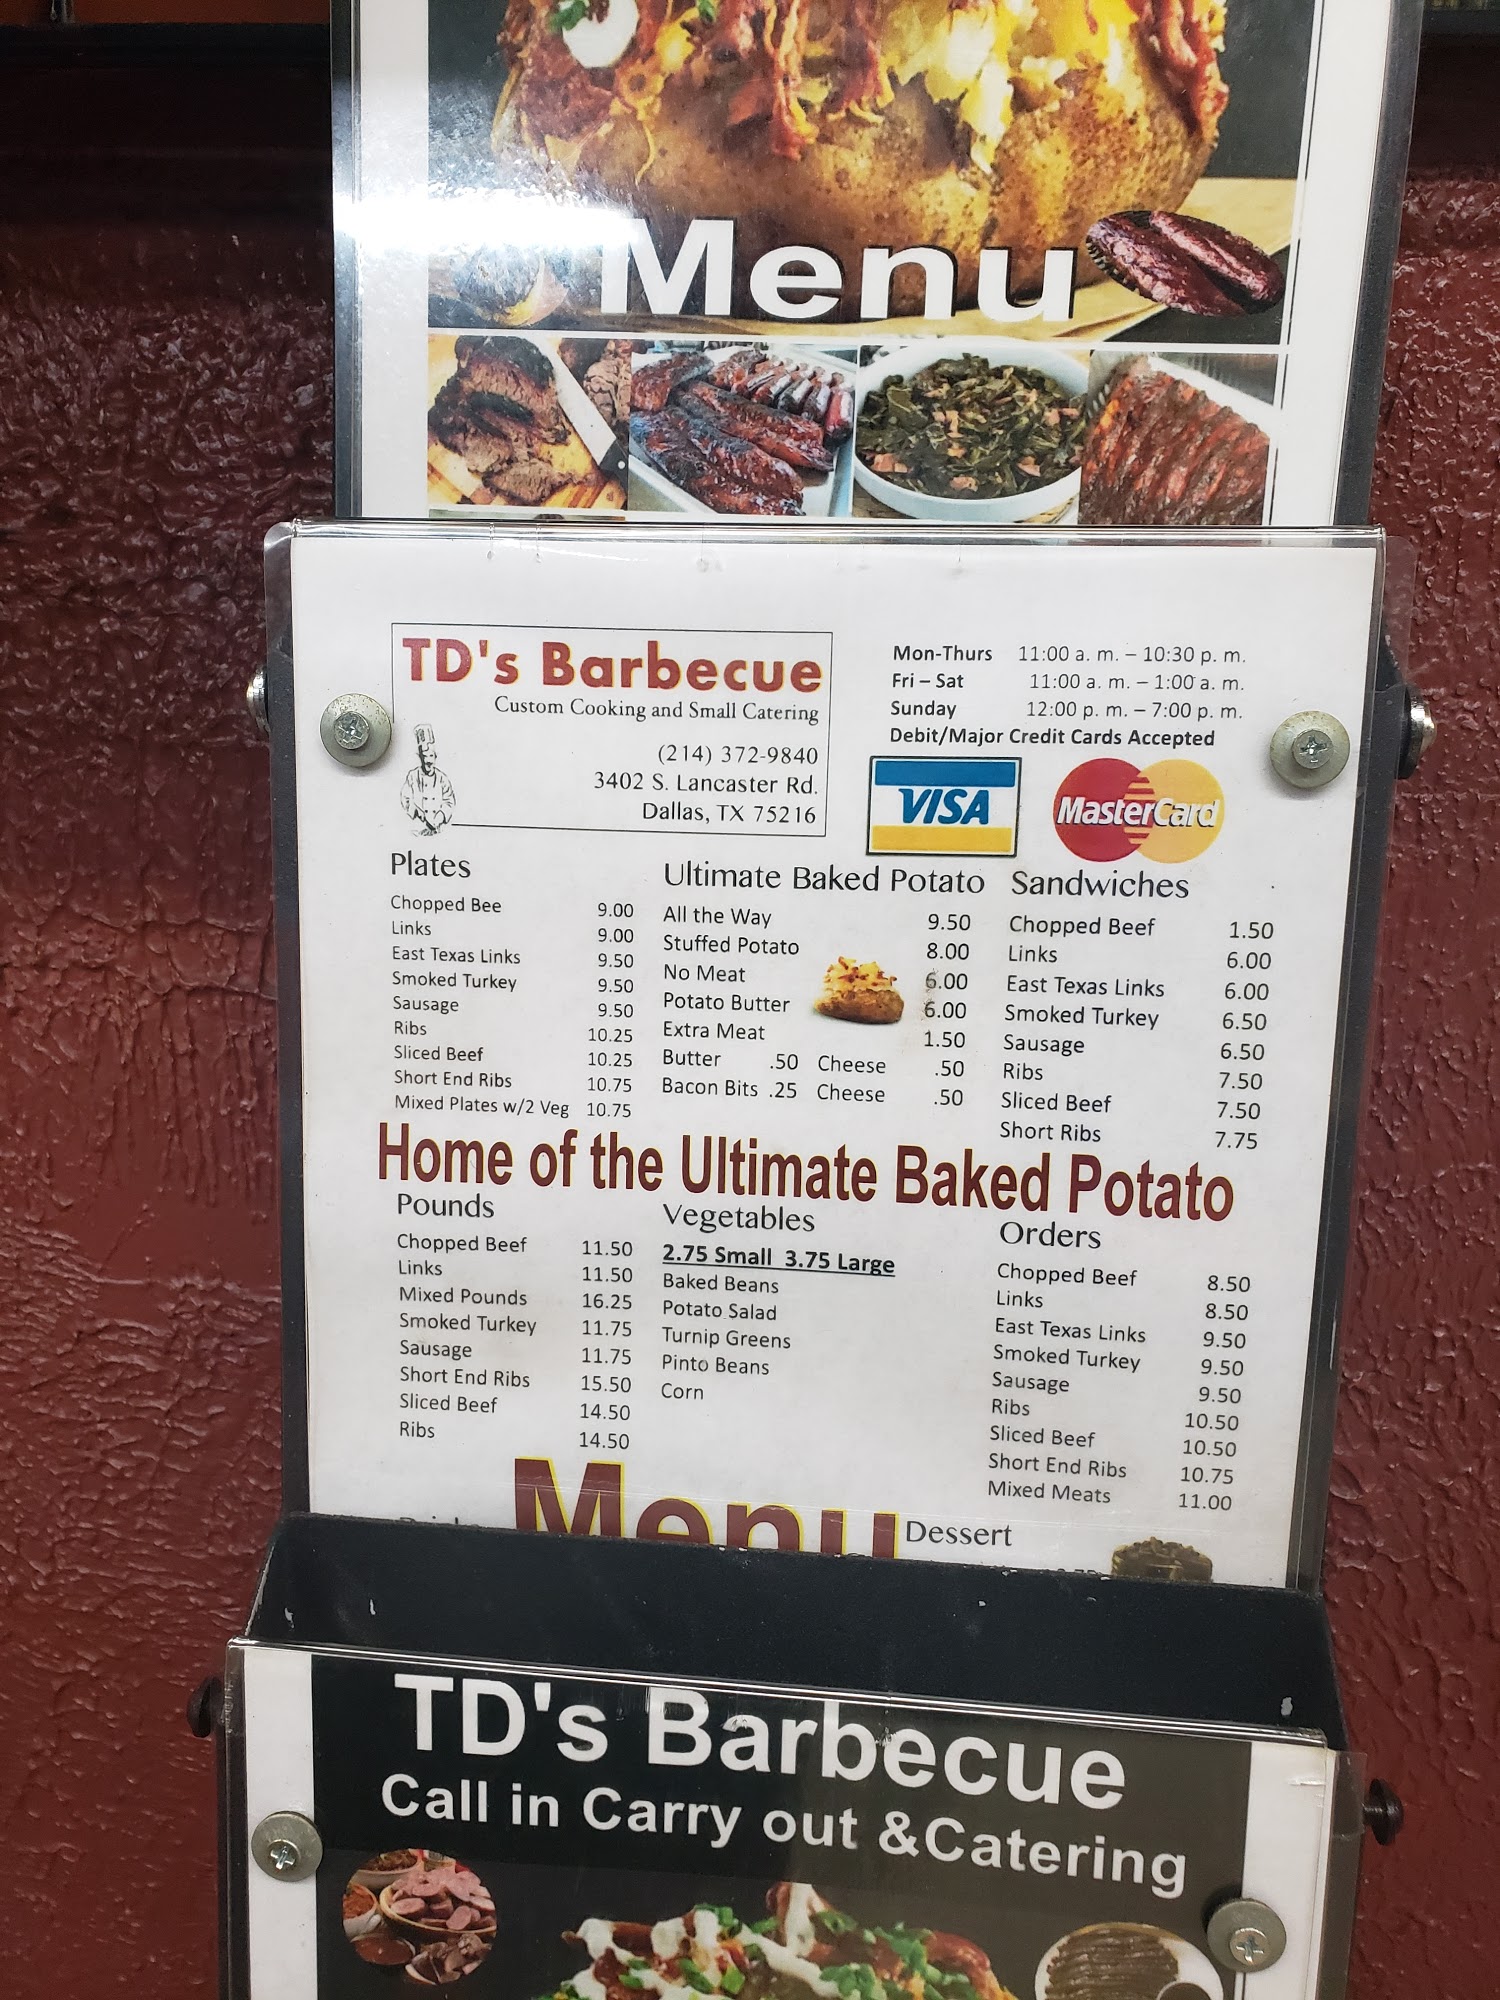 Menu
TD's Barbecue
Custom Cooking and Small Catering
(214) 372-9840
3402 S. Lancaster Rd.
Dallas, TX 75216
Mon-Thurs 11:00 a. m. – 10:30 p. m.
Fri – Sat 11:00 a. m. – 1:00 a. m.
Sunday 12:00 p. m. – 7:00 p. m.
Debit/Major Credit Cards Accepted
VISA MasterCard
Plates
Chopped Bee 9.00
Links 9.00
East Texas Links 9.50
Smoked Turkey 9.50
Sausage 9.50
Ribs 10.25
Sliced Beef 10.25
Short End Ribs 10.75
Mixed Plates w/2 Veg 10.75
Ultimate Baked Potato
All the Way 9.50
Stuffed Potato 8.00
No Meat 6.00
Potato Butter 6.00
Extra Meat 1.50
Butter .50 Cheese .50
Bacon Bits .25 Cheese .50
Sandwiches
Chopped Beef 1.50
Links 6.00
East Texas Links 6.00
Smoked Turkey 6.50
Sausage 6.50
Ribs 7.50
Sliced Beef 7.50
Short Ribs 7.75
Home of the Ultimate Baked Potato
Pounds
Chopped Beef 11.50
Links 11.50
Mixed Pounds 16.25
Smoked Turkey 11.75
Sausage 11.75
Short End Ribs 15.50
Sliced Beef 14.50
Ribs 14.50
Vegetables
2.75 Small 3.75 Large
Baked Beans
Potato Salad
Turnip Greens
Pinto Beans
Corn
Orders
Chopped Beef 8.50
Links 8.50
East Texas Links 9.50
Smoked Turkey 9.50
Sausage 9.50
Ribs 10.50
Sliced Beef 10.50
Short End Ribs 10.75
Mixed Meats 11.00
Menu
Dessert
TD's Barbecue
Call in Carry out &Catering